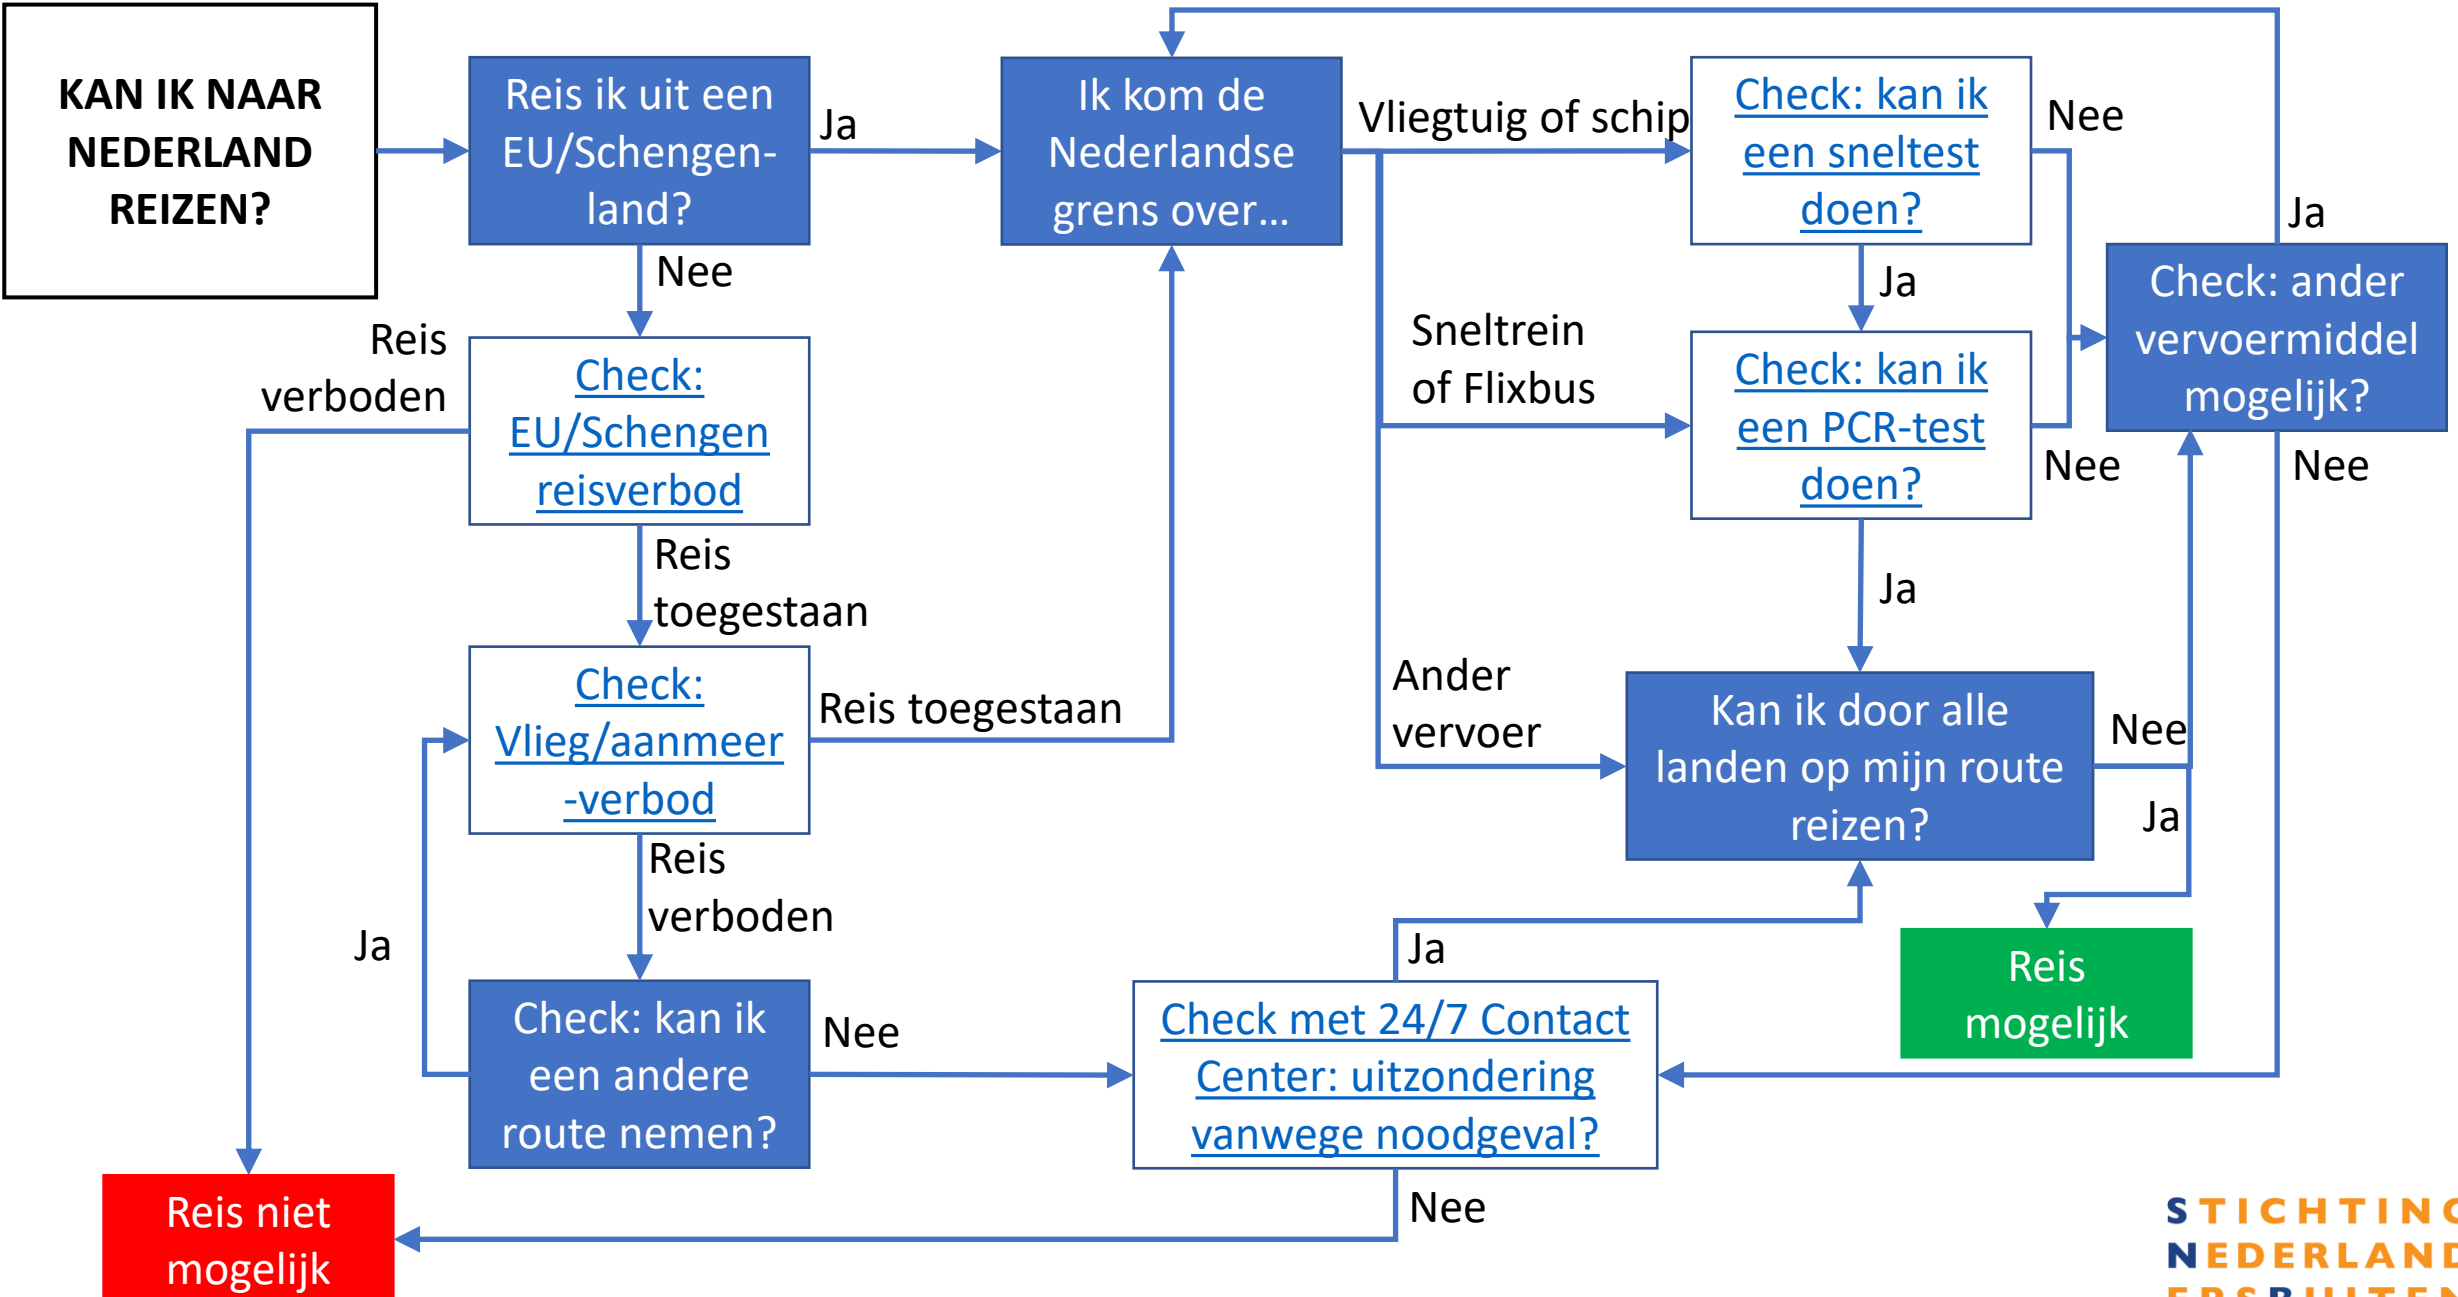 KAN IK NAAR
NEDERLAND
REIZEN?
Reis ik uit een
EU/Schengen-
land?
Ja
Nee
Ik kom de
Nederlandse
grens over…
Vliegtuig of schip
Check: kan ik
een sneltest
doen?
Nee
Ja
Ja
Check: ander
vervoermiddel
mogelijk?
Nee
Sneltrein
of Flixbus
Check: kan ik
een PCR-test
doen?
Nee
Ja
Reis
verboden
Check:
EU/Schengen
reisverbod
Reis
toegestaan
Check:
Vlieg/aanmeer
-verbod
Reis toegestaan
Reis
verboden
Ander
vervoer
Kan ik door alle
landen op mijn route
reizen?
Nee
Ja
Ja
Check: kan ik
een andere
route nemen?
Nee
Ja
Check met 24/7 Contact
Center: uitzondering
vanwege noodgeval?
Nee
Reis
mogelijk
Reis niet
mogelijk
STICHTING
NEDERLAND
ERSBUITEN